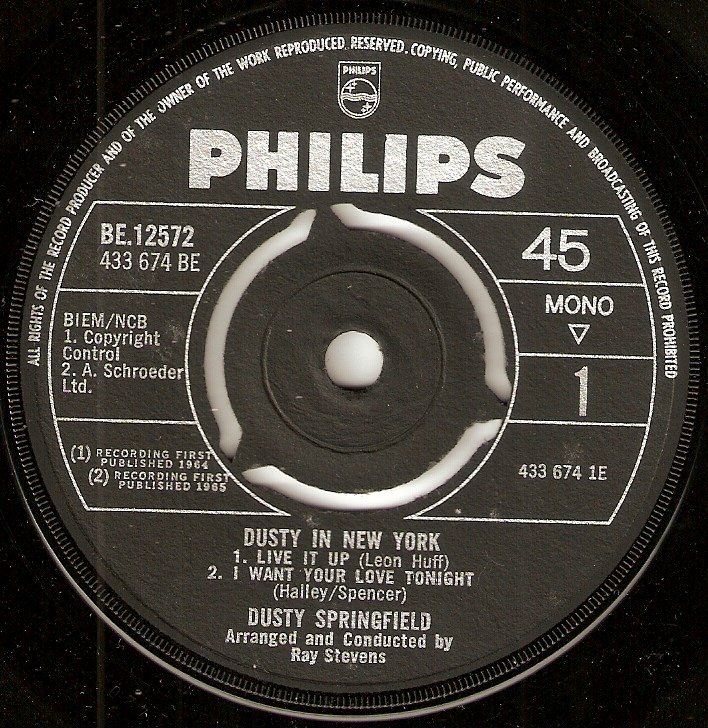 ALL RIGHTS OF THE RECORD PRODUCER AND OF THE OWNER OF THE WORK REPRODUCED RESERVED. COPYING, PUBLIC PERFORMANCE AND BROADCASTING OF THIS RECORD PROHIBITED
PHILIPS
PHILIPS
BE.12572
433 674 BE
45
BIEM/NCB
1. Copyright
Control
2. A. Schroeder
Ltd.
MONO
1
(1) RECORDING FIRST
PUBLISHED 1964
(2) RECORDING FIRST
PUBLISHED 1965
433 674 1E
DUSTY IN NEW YORK
1. LIVE IT UP (Leon Huff)
2. I WANT YOUR LOVE TONIGHT
(Halley/Spencer)
DUSTY SPRINGFIELD
Arranged and Conducted by
Ray Stevens